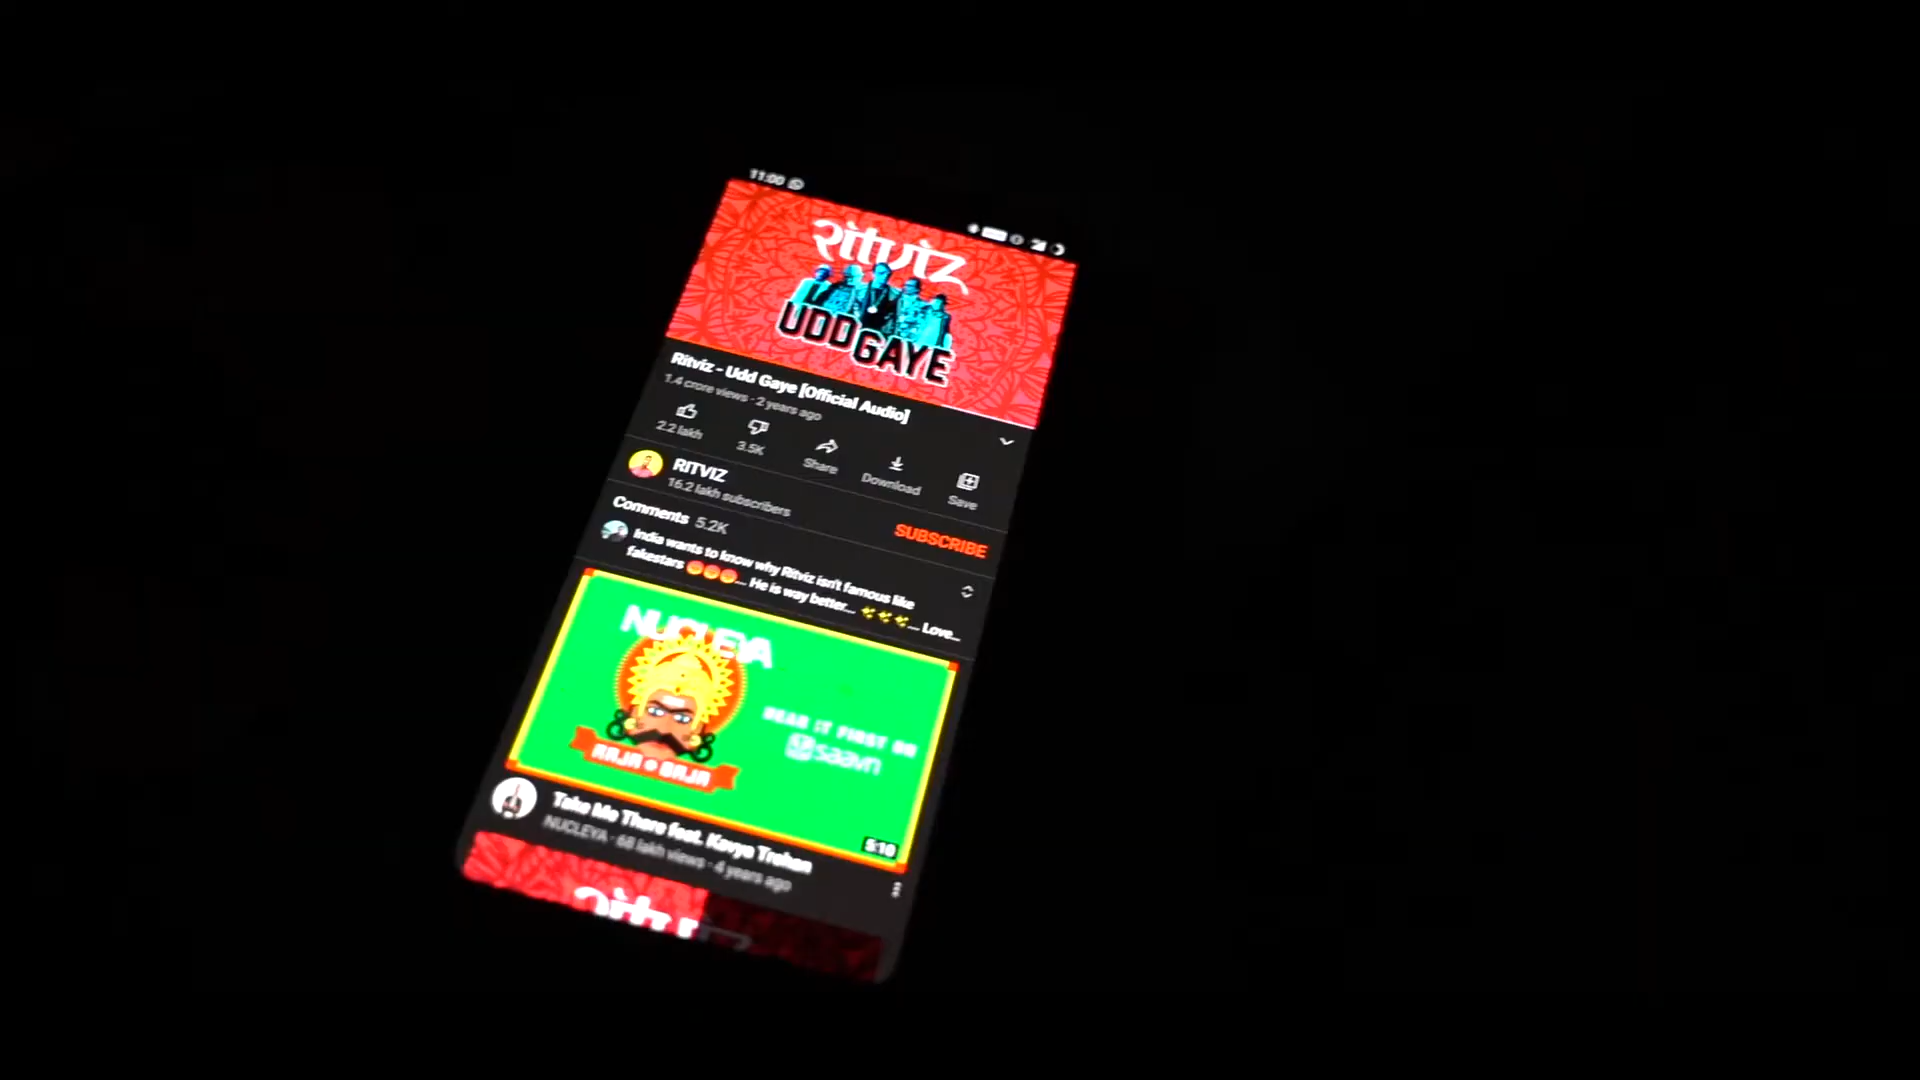 11:00
ritviz
UDD GAYE
Ritviz - Udd Gaye [Official Audio]
1.4 crore views · 2 years ago
2.2 lakh
3.5K
Share
Download
Save
RITVIZ
16.2 lakh subscribers
SUBSCRIBE
Comments 5.2K
India wants to know why Ritviz isn't famous like
fakestars 😡😡😡... He is way better... ✨✨✨.... Love...
NUCLEYA
HEAR IT FIRST ON
saavn
RAJA BAJA
5:10
Take Me There feat. Kavya Trehan
NUCLEYA · 68 lakh views · 4 years ago